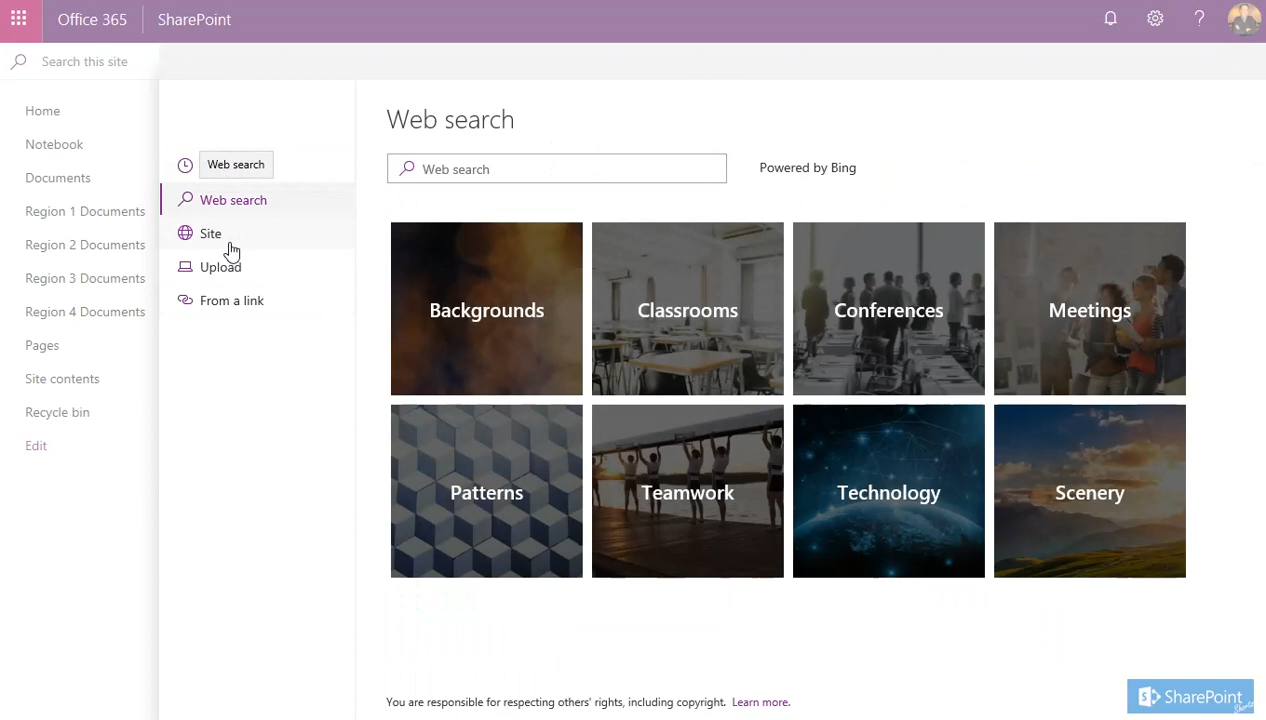 Office 365
SharePoint
Search this site
Home
Notebook
Documents
Region 1 Documents
Region 2 Documents
Region 3 Documents
Region 4 Documents
Pages
Site contents
Recycle bin
Edit
Web search
Web search
Site
Upload
From a link
Web search
Web search
Powered by Bing
Backgrounds
Classrooms
Conferences
Meetings
Patterns
Teamwork
Technology
Scenery
You are responsible for respecting others' rights, including copyright. Learn more.
SharePoint
Shortz